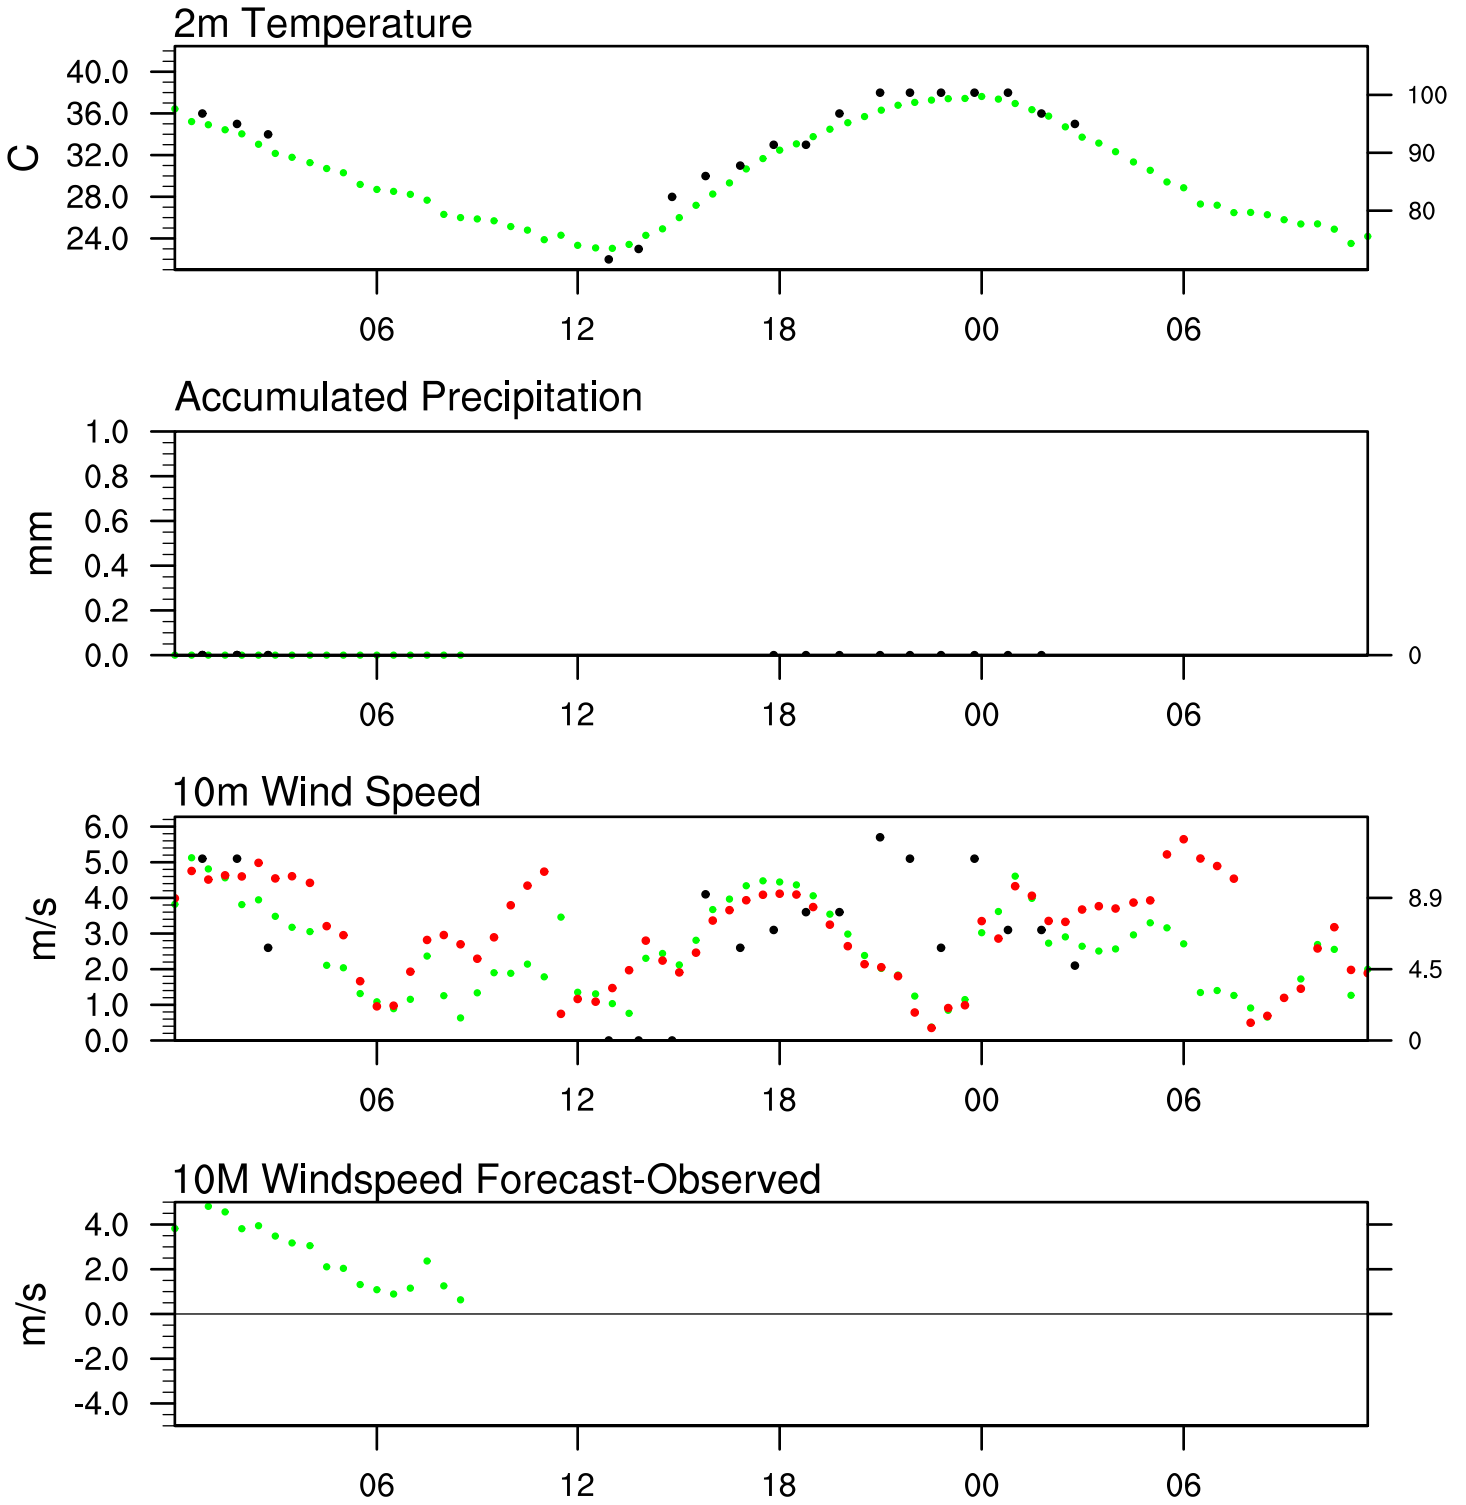 2m Temperature
40.0
36.0
32.0
28.0
24.0
C
100
90
80
06 12 18 00 06
Accumulated Precipitation
1.0
0.8
0.6
0.4
0.2
0.0
mm
0
06 12 18 00 06
10m Wind Speed
6.0
5.0
4.0
3.0
2.0
1.0
0.0
m/s
8.9
4.5
0
06 12 18 00 06
10M Windspeed Forecast-Observed
4.0
2.0
0.0
-2.0
-4.0
m/s
06 12 18 00 06